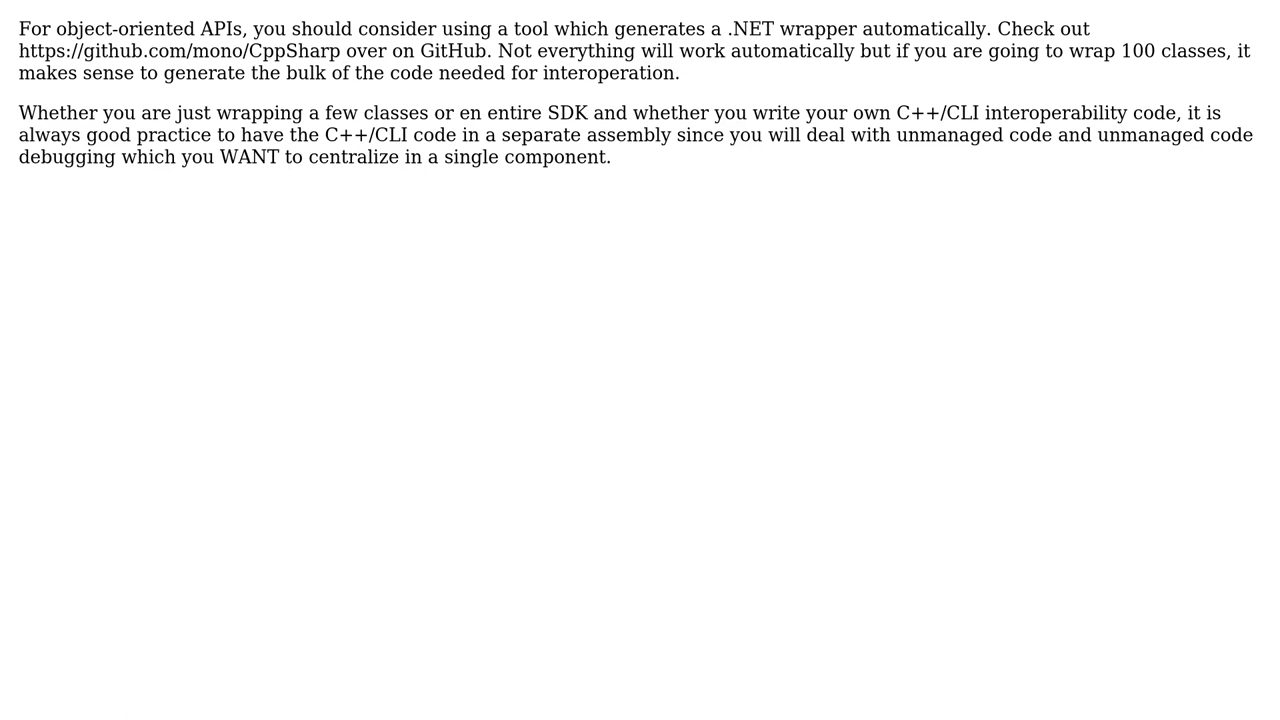 For object-oriented APIs, you should consider using a tool which generates a .NET wrapper automatically. Check out
https://github.com/mono/CppSharp over on GitHub. Not everything will work automatically but if you are going to wrap 100 classes, it
makes sense to generate the bulk of the code needed for interoperation.
Whether you are just wrapping a few classes or en entire SDK and whether you write your own C++/CLI interoperability code, it is
always good practice to have the C++/CLI code in a separate assembly since you will deal with unmanaged code and unmanaged code
debugging which you WANT to centralize in a single component.